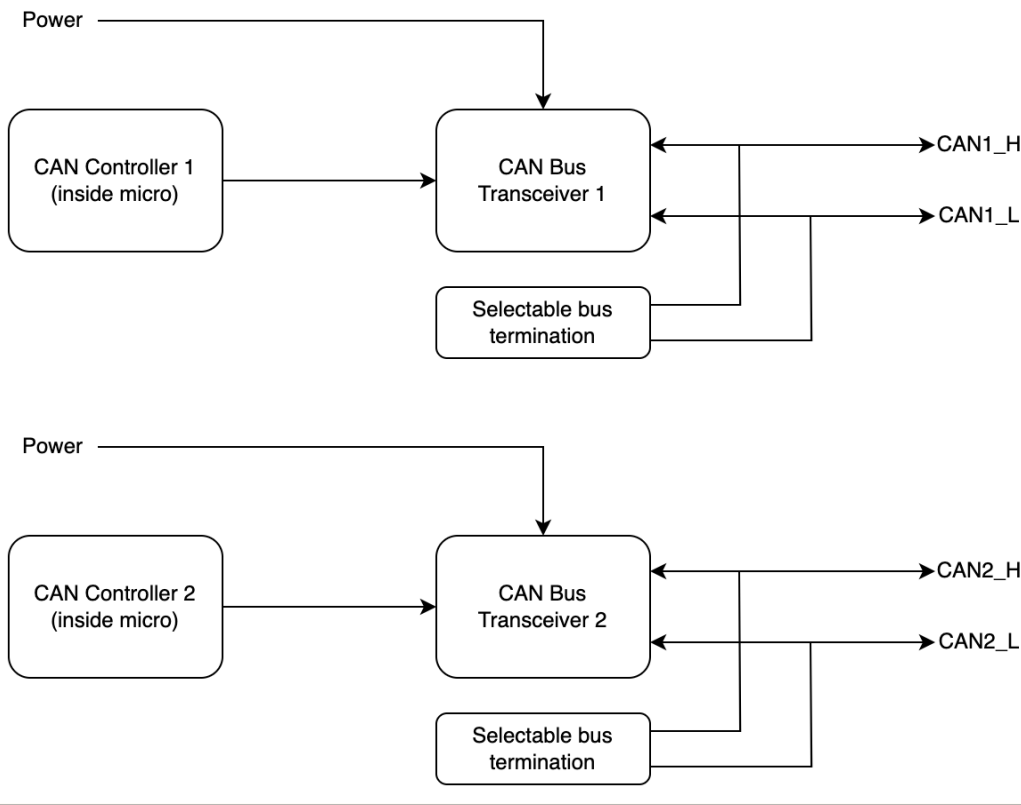 Power
CAN Controller 1
(inside micro)
CAN Bus
Transceiver 1
CAN1_H
CAN1_L
Selectable bus
termination
Power
CAN Controller 2
(inside micro)
CAN Bus
Transceiver 2
CAN2_H
CAN2_L
Selectable bus
termination